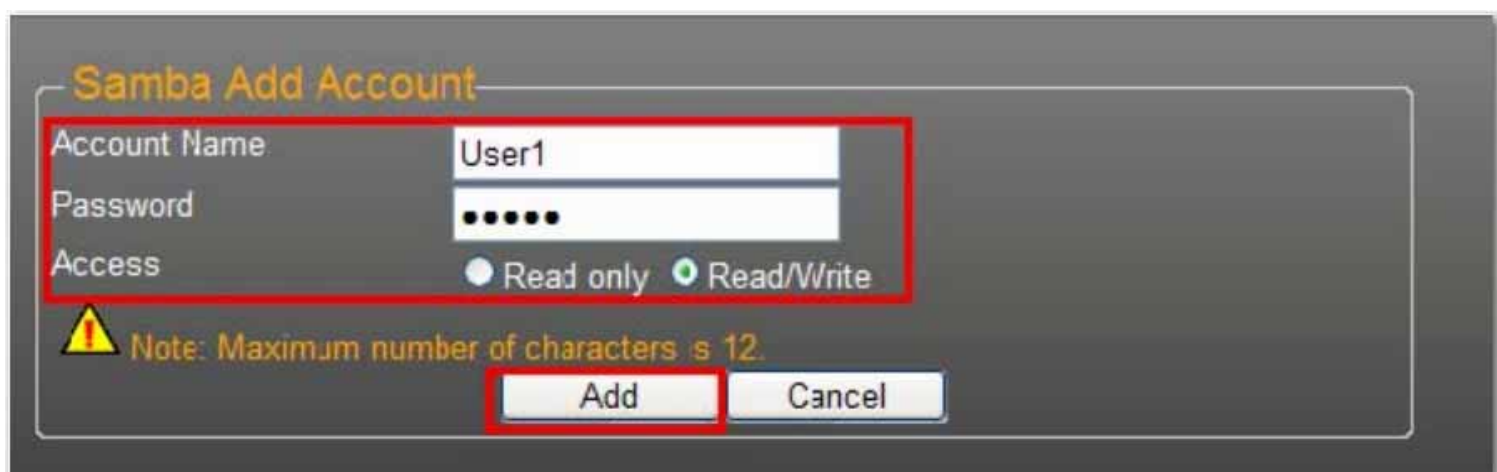 Samba Add Account
Account Name
User1
Password
•••••
Access
Read only Read/Write
Note: Maximum number of characters is 12.
Add Cancel